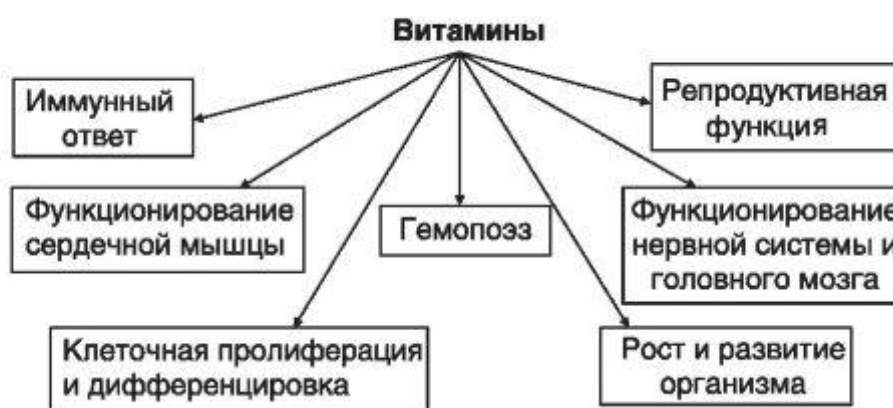 Витамины
Иммунный
ответ
Репродуктивная
функция
Функционирование
сердечной мышцы
Гемопоэз
Функционирование
нервной системы и
головного мозга
Клеточная пролиферация
и дифференцировка
Рост и развитие
организма